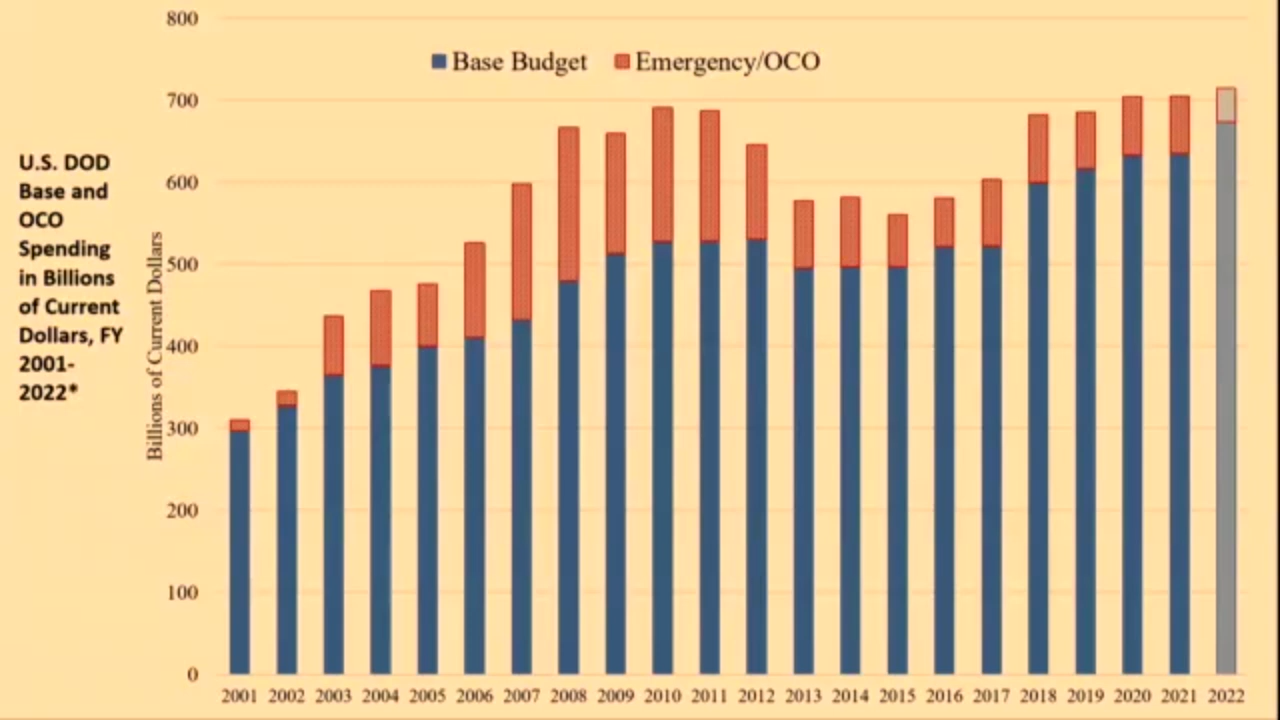 800
Base Budget Emergency/OCO
700
U.S. DOD
Base and
OCO
Spending
in Billions
of Current
Dollars, FY
2001-
2022*
Billions of Current Dollars
600
500
400
300
200
100
0
2001 2002 2003 2004 2005 2006 2007 2008 2009 2010 2011 2012 2013 2014 2015 2016 2017 2018 2019 2020 2021 2022